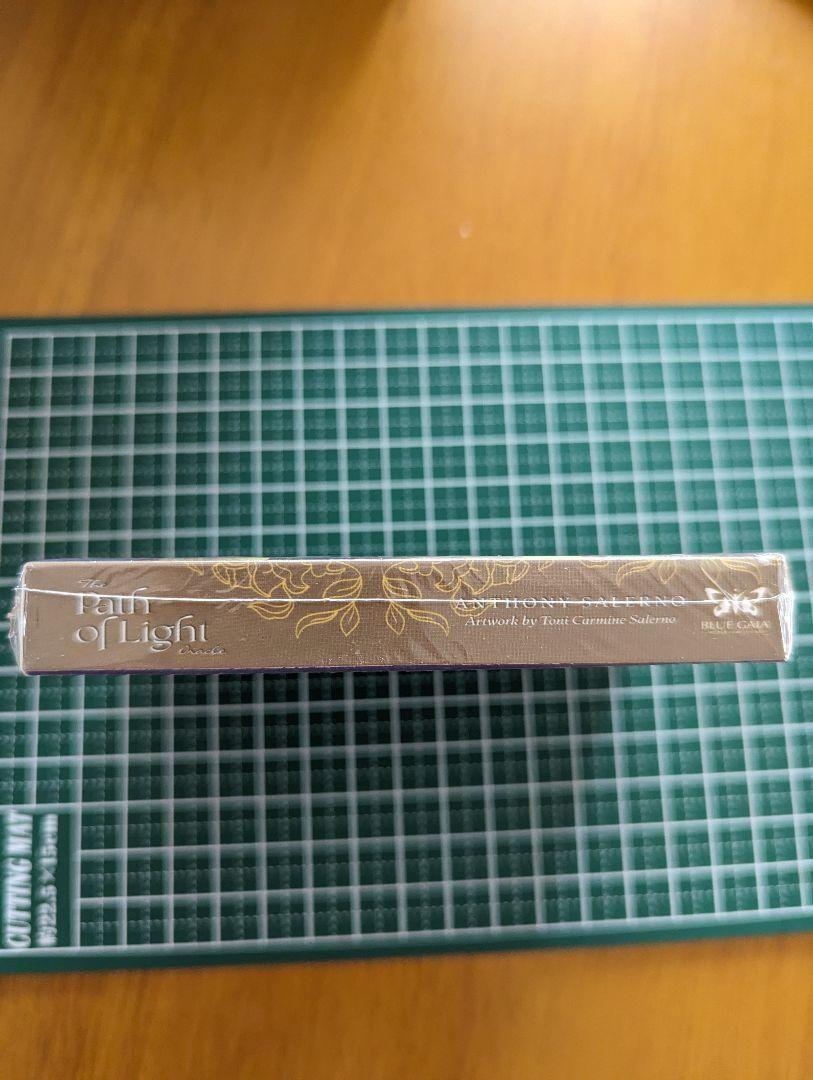 The
Path
of Light
Oracle
ANTHONY SALERNO
Artwork by Toni Carmine Salerno
BLUE GAIA
CUTTING MAT